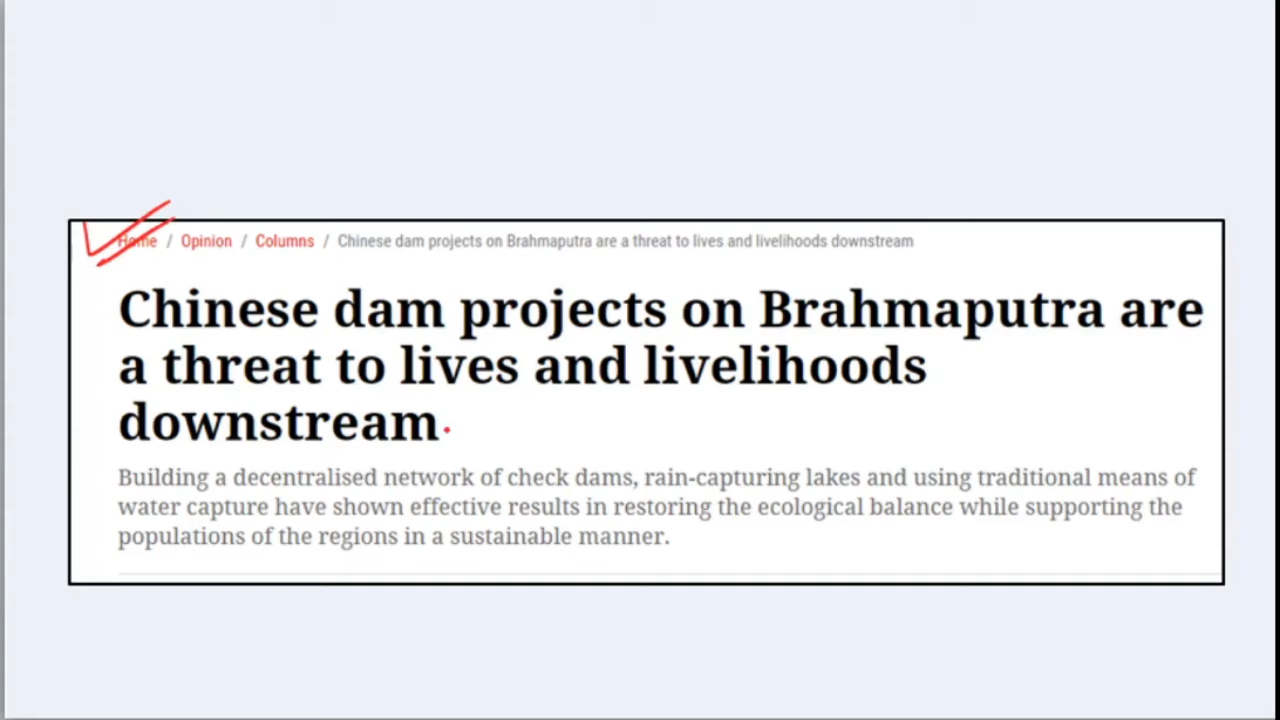 Home / Opinion / Columns / Chinese dam projects on Brahmaputra are a threat to lives and livelihoods downstream
Chinese dam projects on Brahmaputra are
a threat to lives and livelihoods
downstream
Building a decentralised network of check dams, rain-capturing lakes and using traditional means of
water capture have shown effective results in restoring the ecological balance while supporting the
populations of the regions in a sustainable manner.